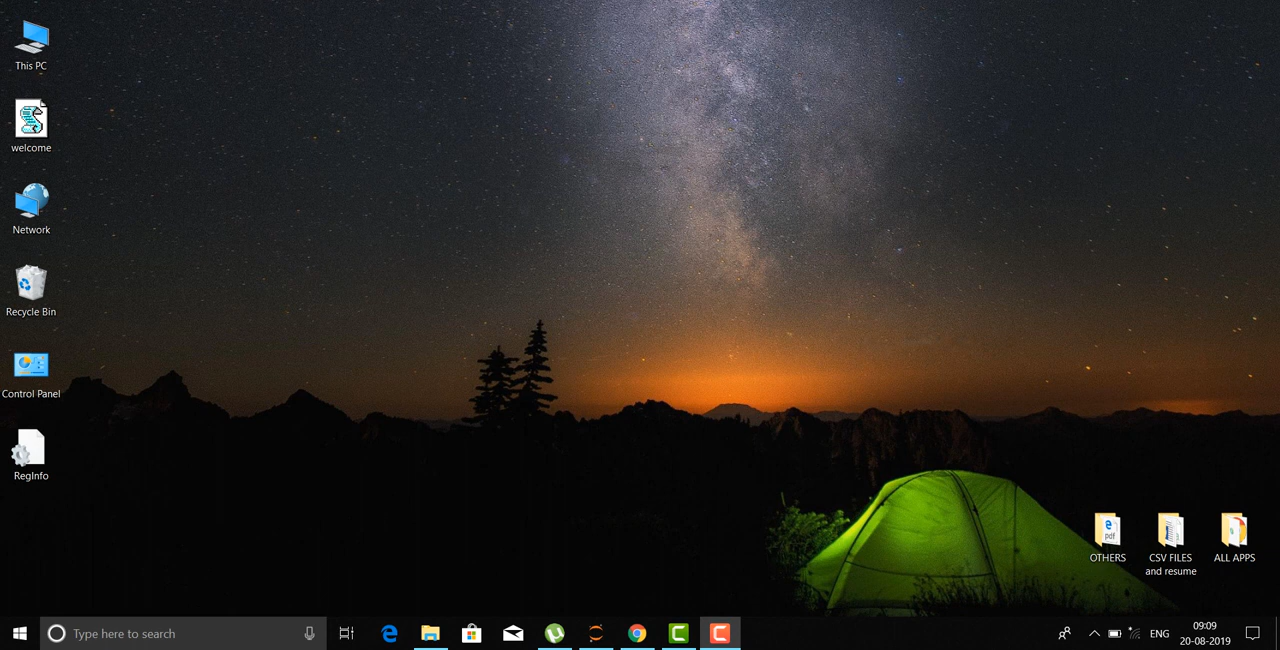 This PC
welcome
Network
Recycle Bin
Control Panel
RegInfo
OTHERS
CSV FILES
and resume
ALL APPS
Type here to search
ENG
09:09
20-08-2019